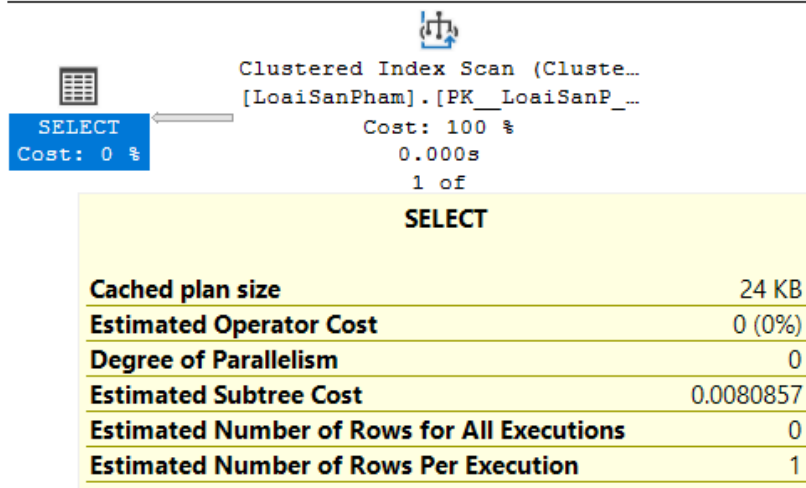 Clustered Index Scan (Cluste…
[LoaiSanPham].[PK__LoaiSanP_…
Cost: 100 %
0.000s
1 of
SELECT
Cost: 0 %
SELECT
Cached plan size 24 KB
Estimated Operator Cost 0 (0%)
Degree of Parallelism 0
Estimated Subtree Cost 0.0080857
Estimated Number of Rows for All Executions 0
Estimated Number of Rows Per Execution 1